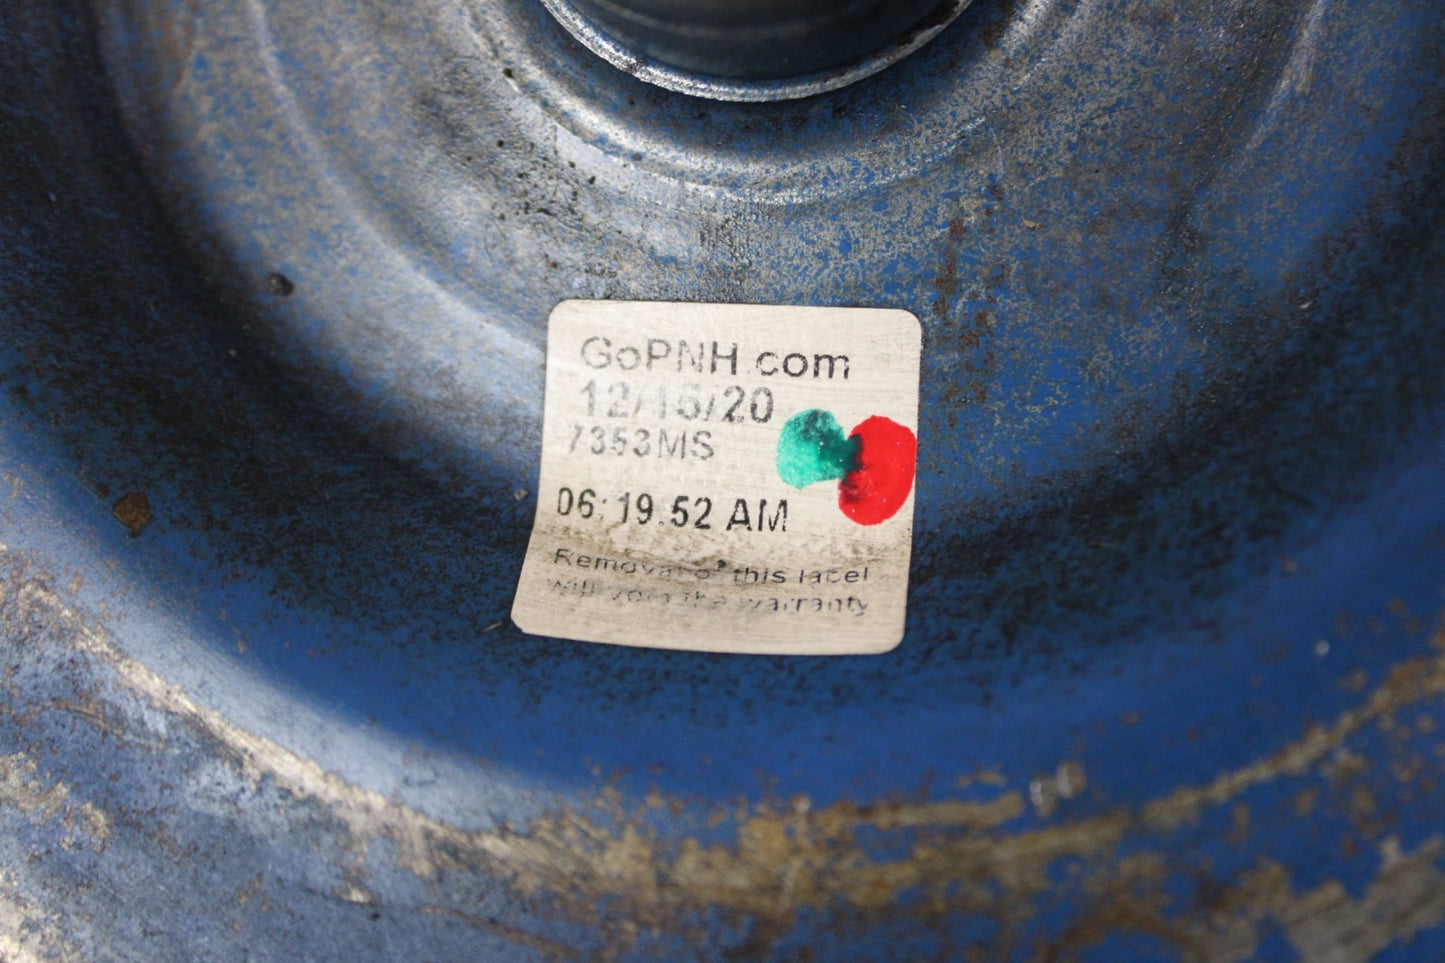 GoPNH.com
12/15/20
7353MS
06:19.52 AM
Removal of this label
will void the warranty